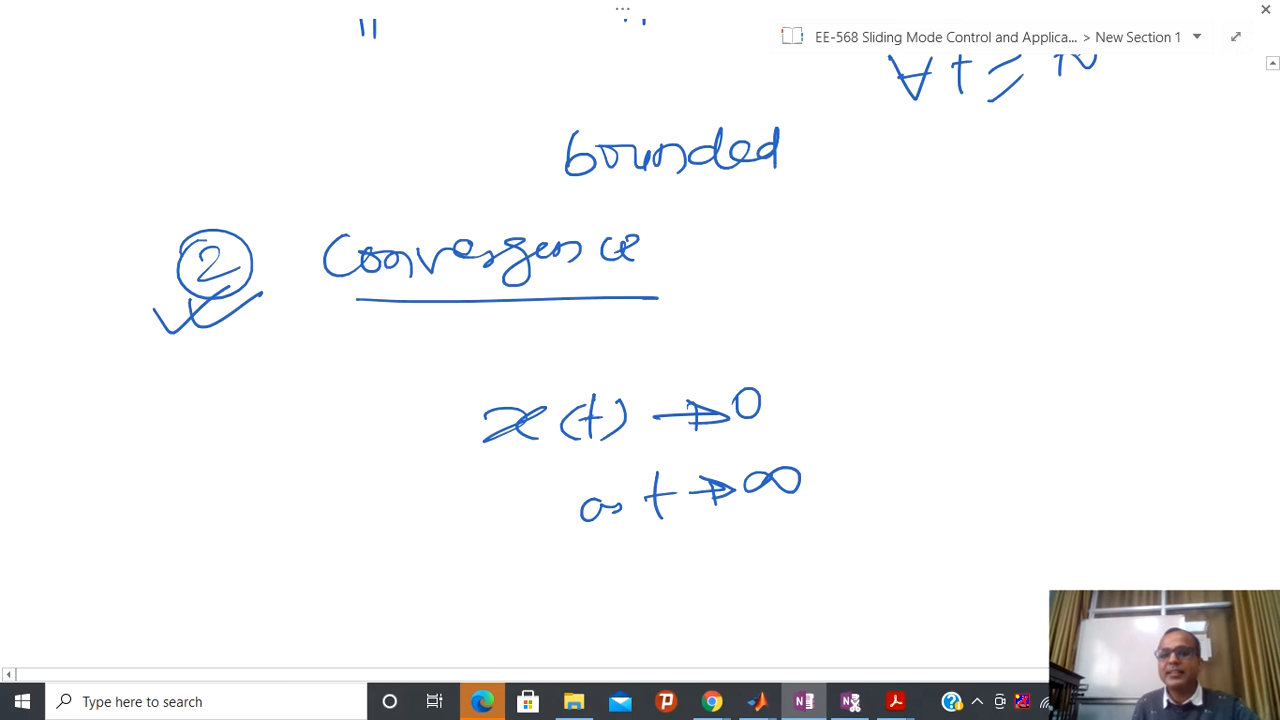 ...
EE-568 Sliding Mode Control and Applica... > New Section 1
∀ t ≥
bounded
② Convergence
x(t) → 0
as t → ∞
Type here to search